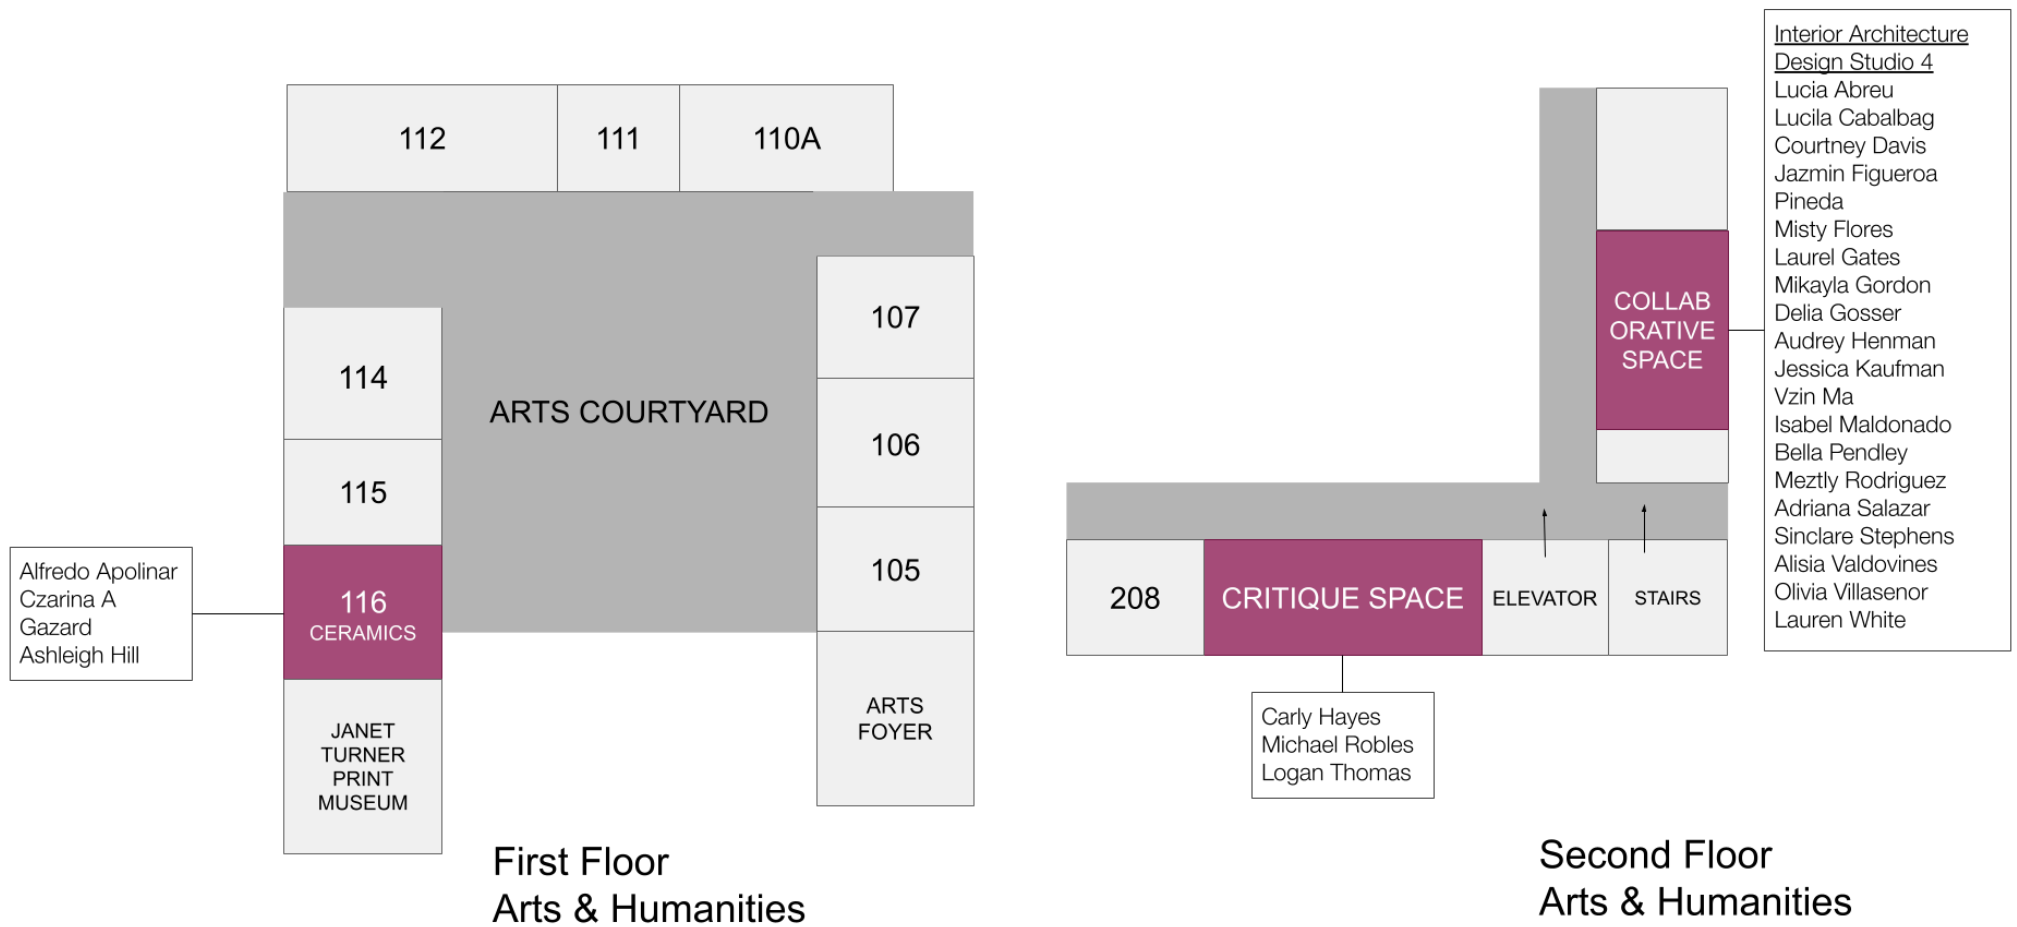 112
111
110A
107
114
ARTS COURTYARD
106
115
105
116
CERAMICS
Alfredo Apolinar
Czarina A
Gazard
Ashleigh Hill
ARTS
FOYER
JANET
TURNER
PRINT
MUSEUM
First Floor
Arts & Humanities
Interior Architecture
Design Studio 4
Lucia Abreu
Lucila Cabalbag
Courtney Davis
Jazmin Figueroa
Pineda
Misty Flores
Laurel Gates
Mikayla Gordon
Delia Gosser
Audrey Henman
Jessica Kaufman
Vzin Ma
Isabel Maldonado
Bella Pendley
Meztly Rodriguez
Adriana Salazar
Sinclare Stephens
Alisia Valdovines
Olivia Villasenor
Lauren White
COLLAB
ORATIVE
SPACE
208
CRITIQUE SPACE
ELEVATOR
STAIRS
Carly Hayes
Michael Robles
Logan Thomas
Second Floor
Arts & Humanities